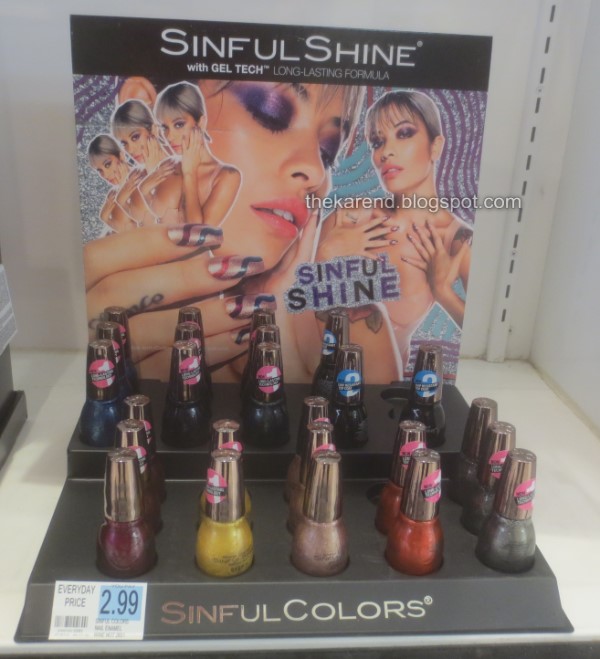 SINFULSHINE®
with GEL TECH™ LONG-LASTING FORMULA
thekarend.blogspot.com
SINFUL
SHINE
EVERYDAY
PRICE
2.99
SINFULCOLORS®